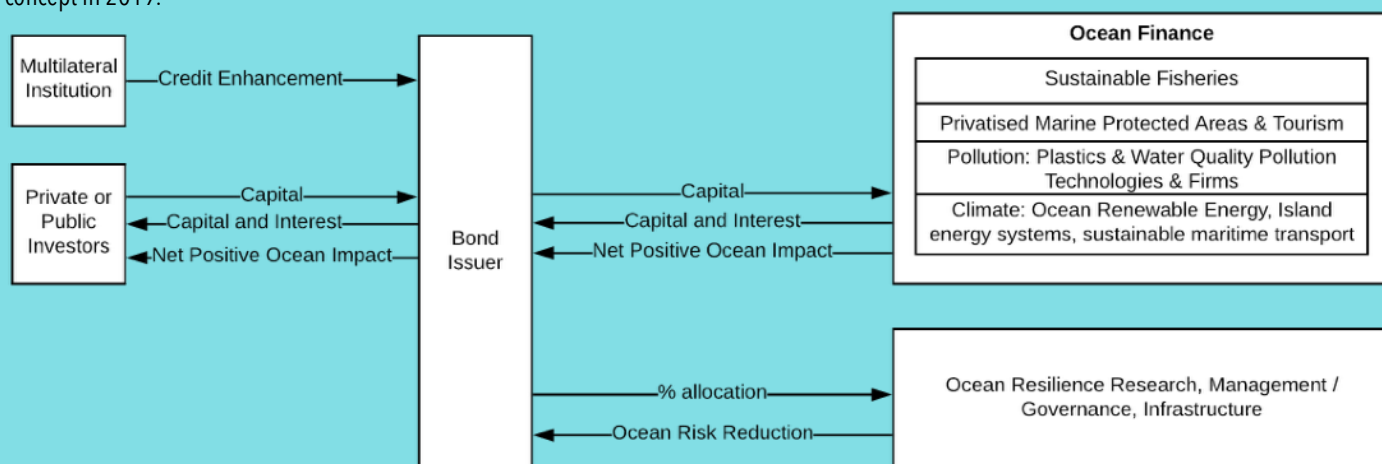 concept in 2019.
Multilateral
Institution
Credit Enhancement
Private or
Public
Investors
Capital
Capital and Interest
Net Positive Ocean Impact
Bond
Issuer
Capital
Capital and Interest
Net Positive Ocean Impact
% allocation
Ocean Risk Reduction
Ocean Finance
Sustainable Fisheries
Privatised Marine Protected Areas & Tourism
Pollution: Plastics & Water Quality Pollution
Technologies & Firms
Climate: Ocean Renewable Energy, Island
energy systems, sustainable maritime transport
Ocean Resilience Research, Management /
Governance, Infrastructure